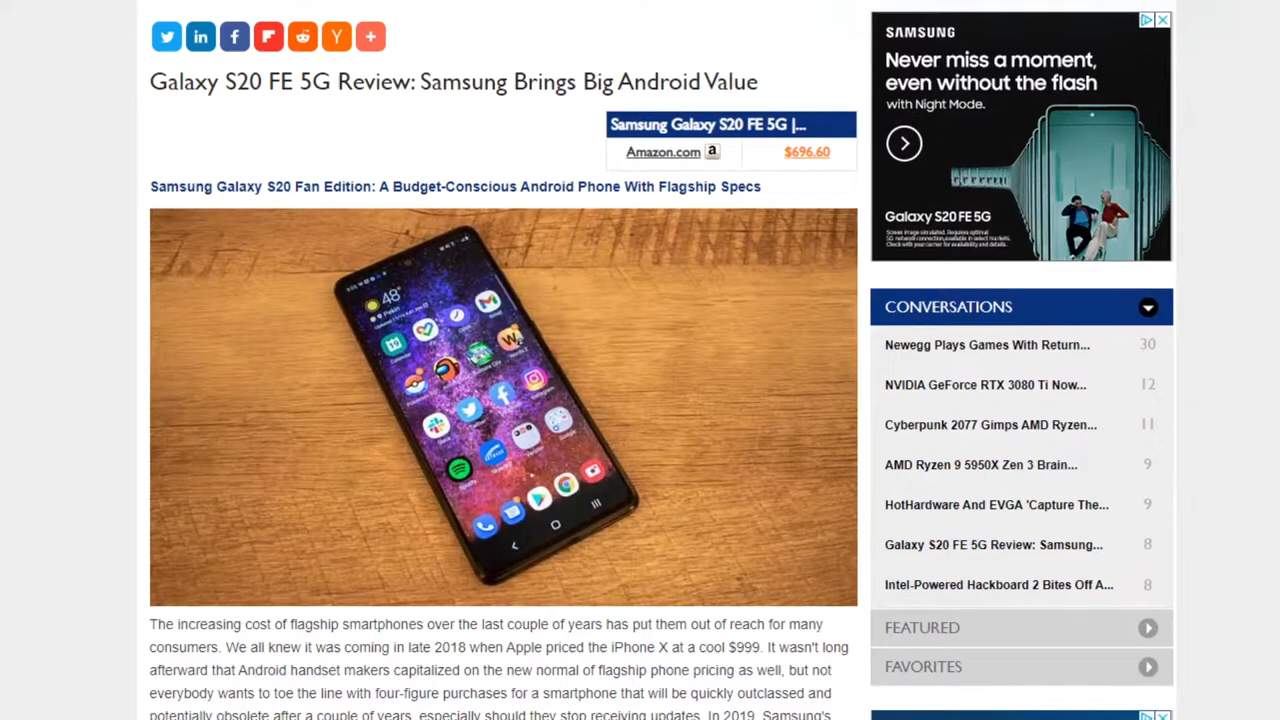 Galaxy S20 FE 5G Review: Samsung Brings Big Android Value
Samsung Galaxy S20 FE 5G |...
Amazon.com a $696.60
Samsung Galaxy S20 Fan Edition: A Budget-Conscious Android Phone With Flagship Specs
48°
The increasing cost of flagship smartphones over the last couple of years has put them out of reach for many
consumers. We all knew it was coming in late 2018 when Apple priced the iPhone X at a cool $999. It wasn't long
afterward that Android handset makers capitalized on the new normal of flagship phone pricing as well, but not
everybody wants to toe the line with four-figure purchases for a smartphone that will be quickly outclassed and
potentially obsolete after a couple of years, especially should they stop receiving updates. In 2019, Samsung's
SAMSUNG
Never miss a moment,
even without the flash
with Night Mode.
Galaxy S20 FE 5G
Screen image simulated. Requires optimal
5G network connection, available in select markets.
Check with your carrier for availability and details.
CONVERSATIONS
Newegg Plays Games With Return... 30
NVIDIA GeForce RTX 3080 Ti Now... 12
Cyberpunk 2077 Gimps AMD Ryzen... 11
AMD Ryzen 9 5950X Zen 3 Brain... 9
HotHardware And EVGA 'Capture The... 9
Galaxy S20 FE 5G Review: Samsung... 8
Intel-Powered Hackboard 2 Bites Off A... 8
FEATURED
FAVORITES